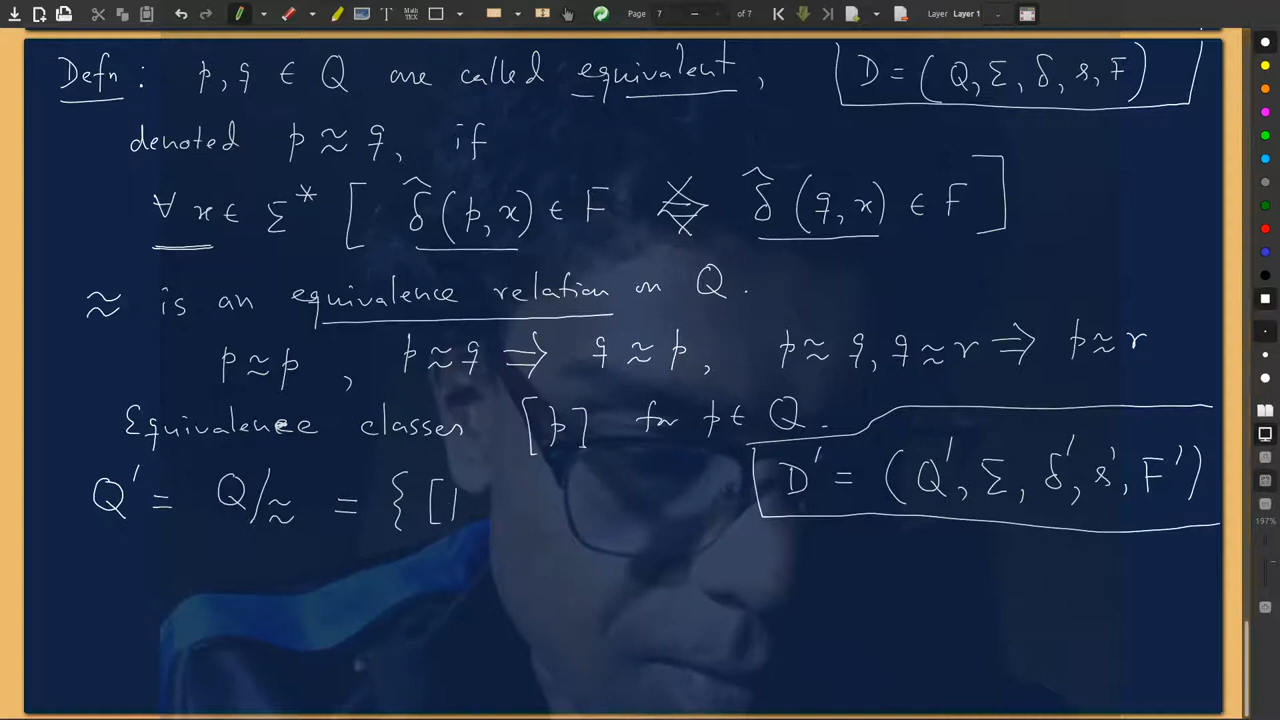 Page 7 of 7 Layer Layer 1
Defn : p, q ∈ Q are called equivalent, D = (Q, Σ, δ, s, F)
denoted p ≈ q, if
∀ x ∈ Σ* [ δ̂(p, x) ∈ F ⇔ δ̂(q, x) ∈ F ]
≈ is an equivalence relation on Q.
p ≈ p, p ≈ q ⇒ q ≈ p, p ≈ q, q ≈ r ⇒ p ≈ r
Equivalence classes [p] for p ∈ Q.
Q' = Q/≈ = { [ D' = (Q', Σ, δ', s', F')
197%